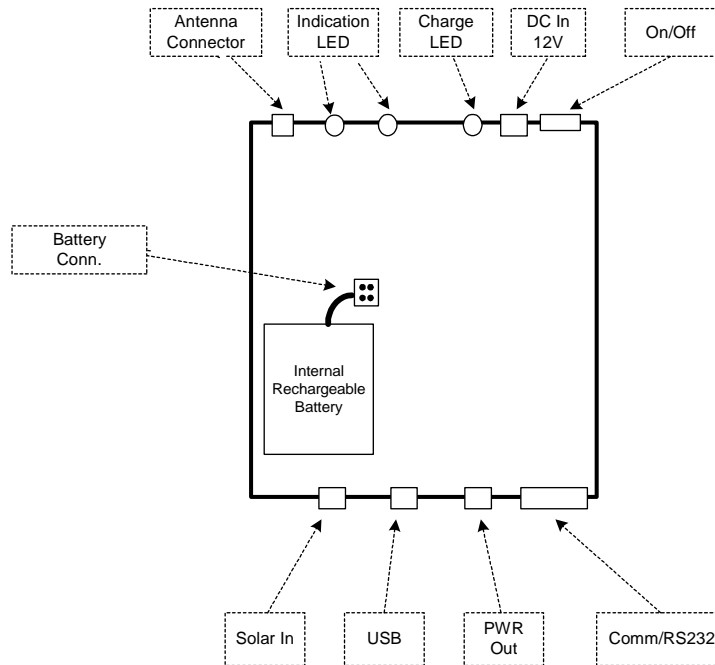 Antenna
Connector
Indication
LED
Charge
LED
DC In
12V
On/Off
Battery
Conn.
Internal
Rechargeable
Battery
Solar In
USB
PWR
Out
Comm/RS232